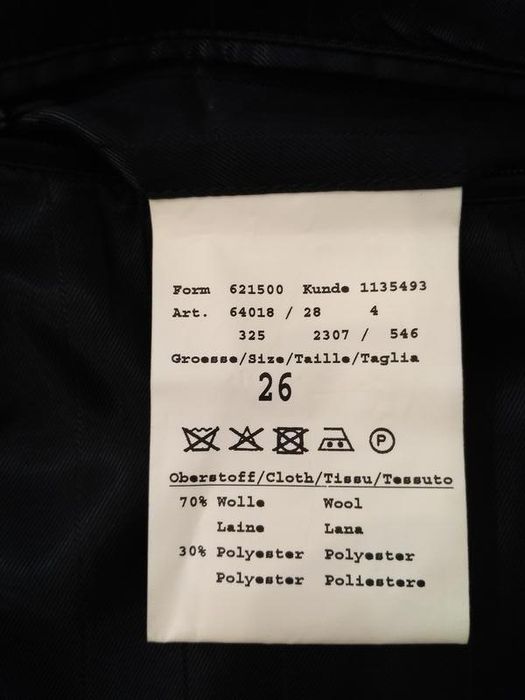 Form 621500 Kunde 1135493
Art. 64018 / 28 4
325 2307 / 546
Groesse/Size/Taille/Taglia
26
P
Oberstoff/Cloth/Tissu/Tessuto
70% Wolle Wool
Laine Lana
30% Polyester Polyester
Polyester Poliestere